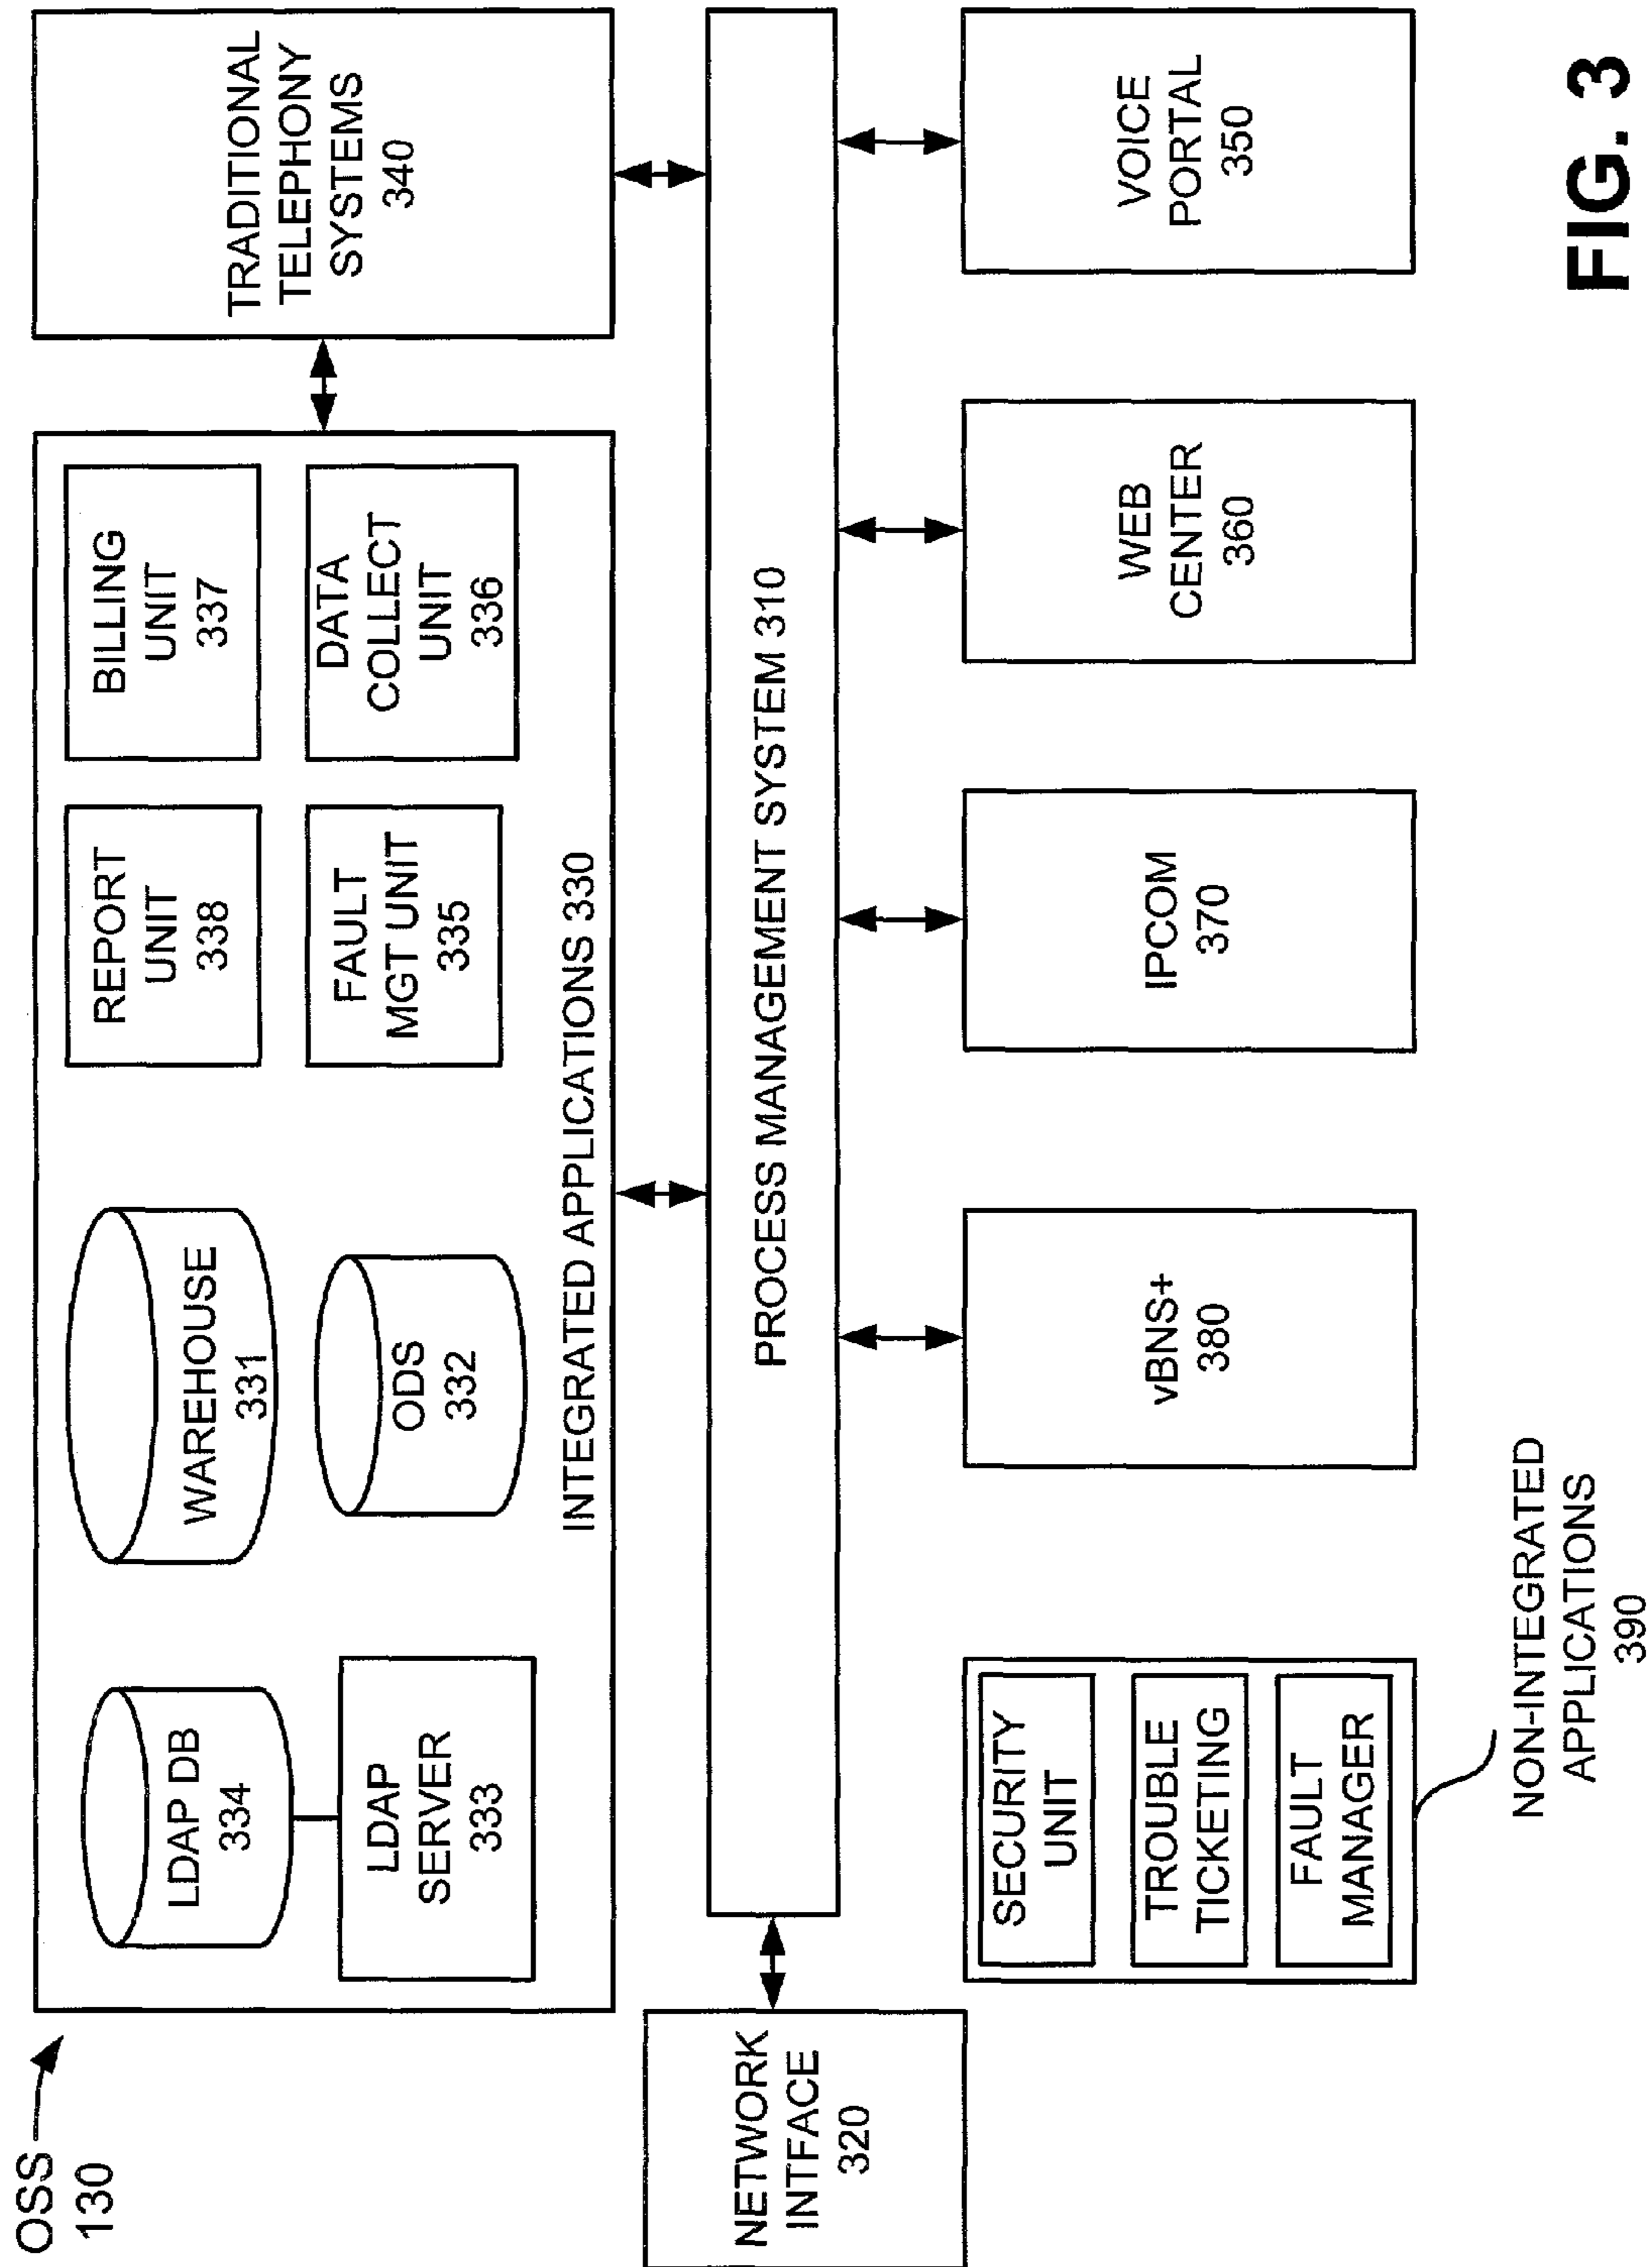 OSS
130
LDAP DB
334
LDAP
SERVER
333
WAREHOUSE
331
ODS
332
REPORT
UNIT
338
BILLING
UNIT
337
FAULT
MGT UNIT
335
DATA
COLLECT
UNIT
336
INTEGRATED APPLICATIONS 330
TRADITIONAL
TELEPHONY
SYSTEMS
340
NETWORK
INTFACE
320
PROCESS MANAGEMENT SYSTEM 310
SECURITY
UNIT
TROUBLE
TICKETING
FAULT
MANAGER
NON-INTEGRATED
APPLICATIONS
390
vBNS+
380
IPCOM
370
WEB
CENTER
360
VOICE
PORTAL
350
FIG. 3